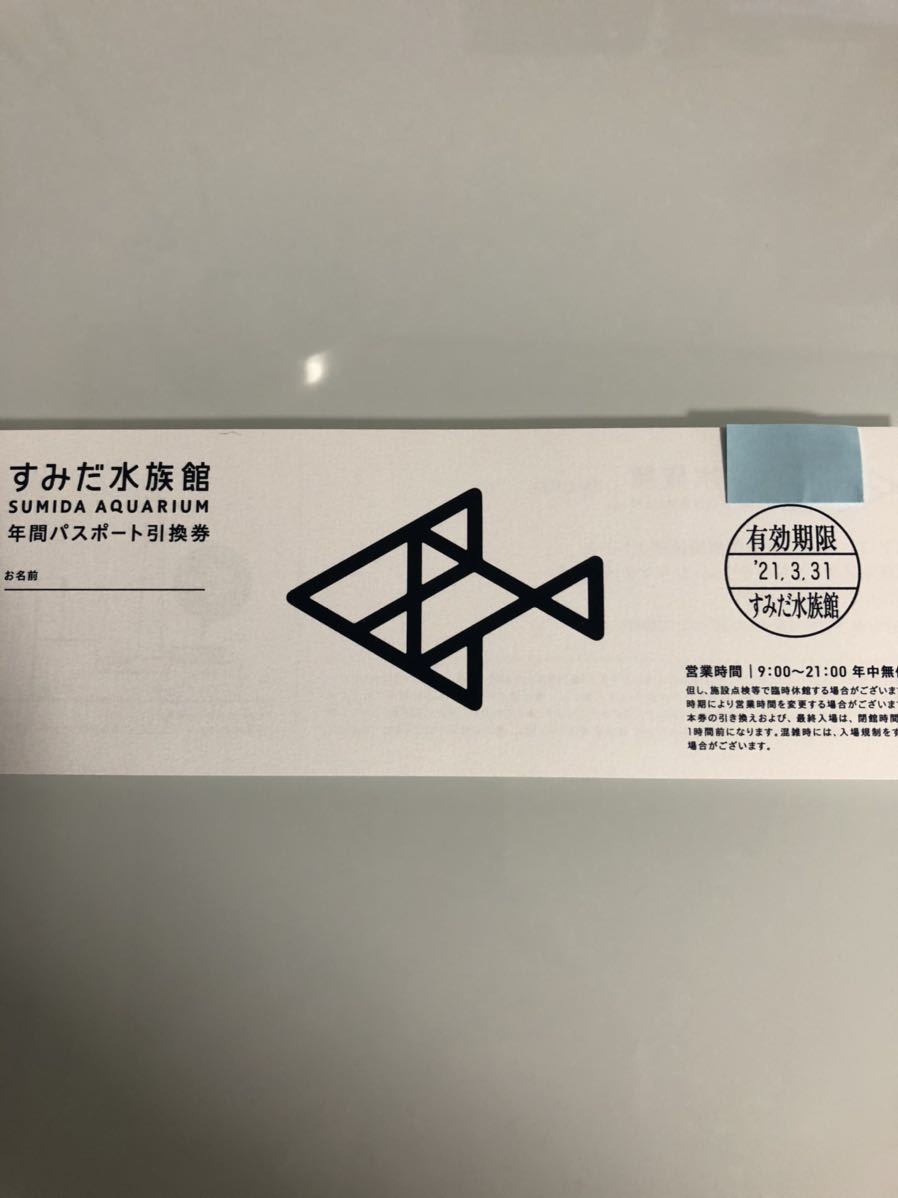 すみだ水族館
SUMIDA AQUARIUM
年間パスポート引換券
お名前
有効期限
'21.3.31
すみだ水族館
営業時間|9:00〜21:00 年中無休
但し、施設点検等で臨時休館する場合がございます
時期により営業時間を変更する場合がございます
本券の引き換えおよび、最終入場は、閉館時間
1時間前になります。混雑時には、入場規制をす
場合がございます。